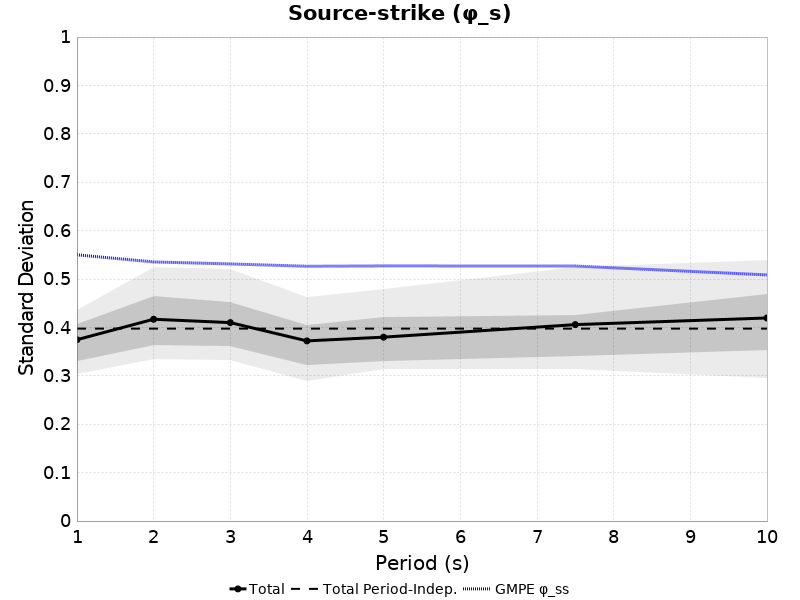 Source-strike (φ_s)
Standard Deviation
1
0.9
0.8
0.7
0.6
0.5
0.4
0.3
0.2
0.1
0
1 2 3 4 5 6 7 8 9 10
Period (s)
Total Total Period-Indep. GMPE φ_ss